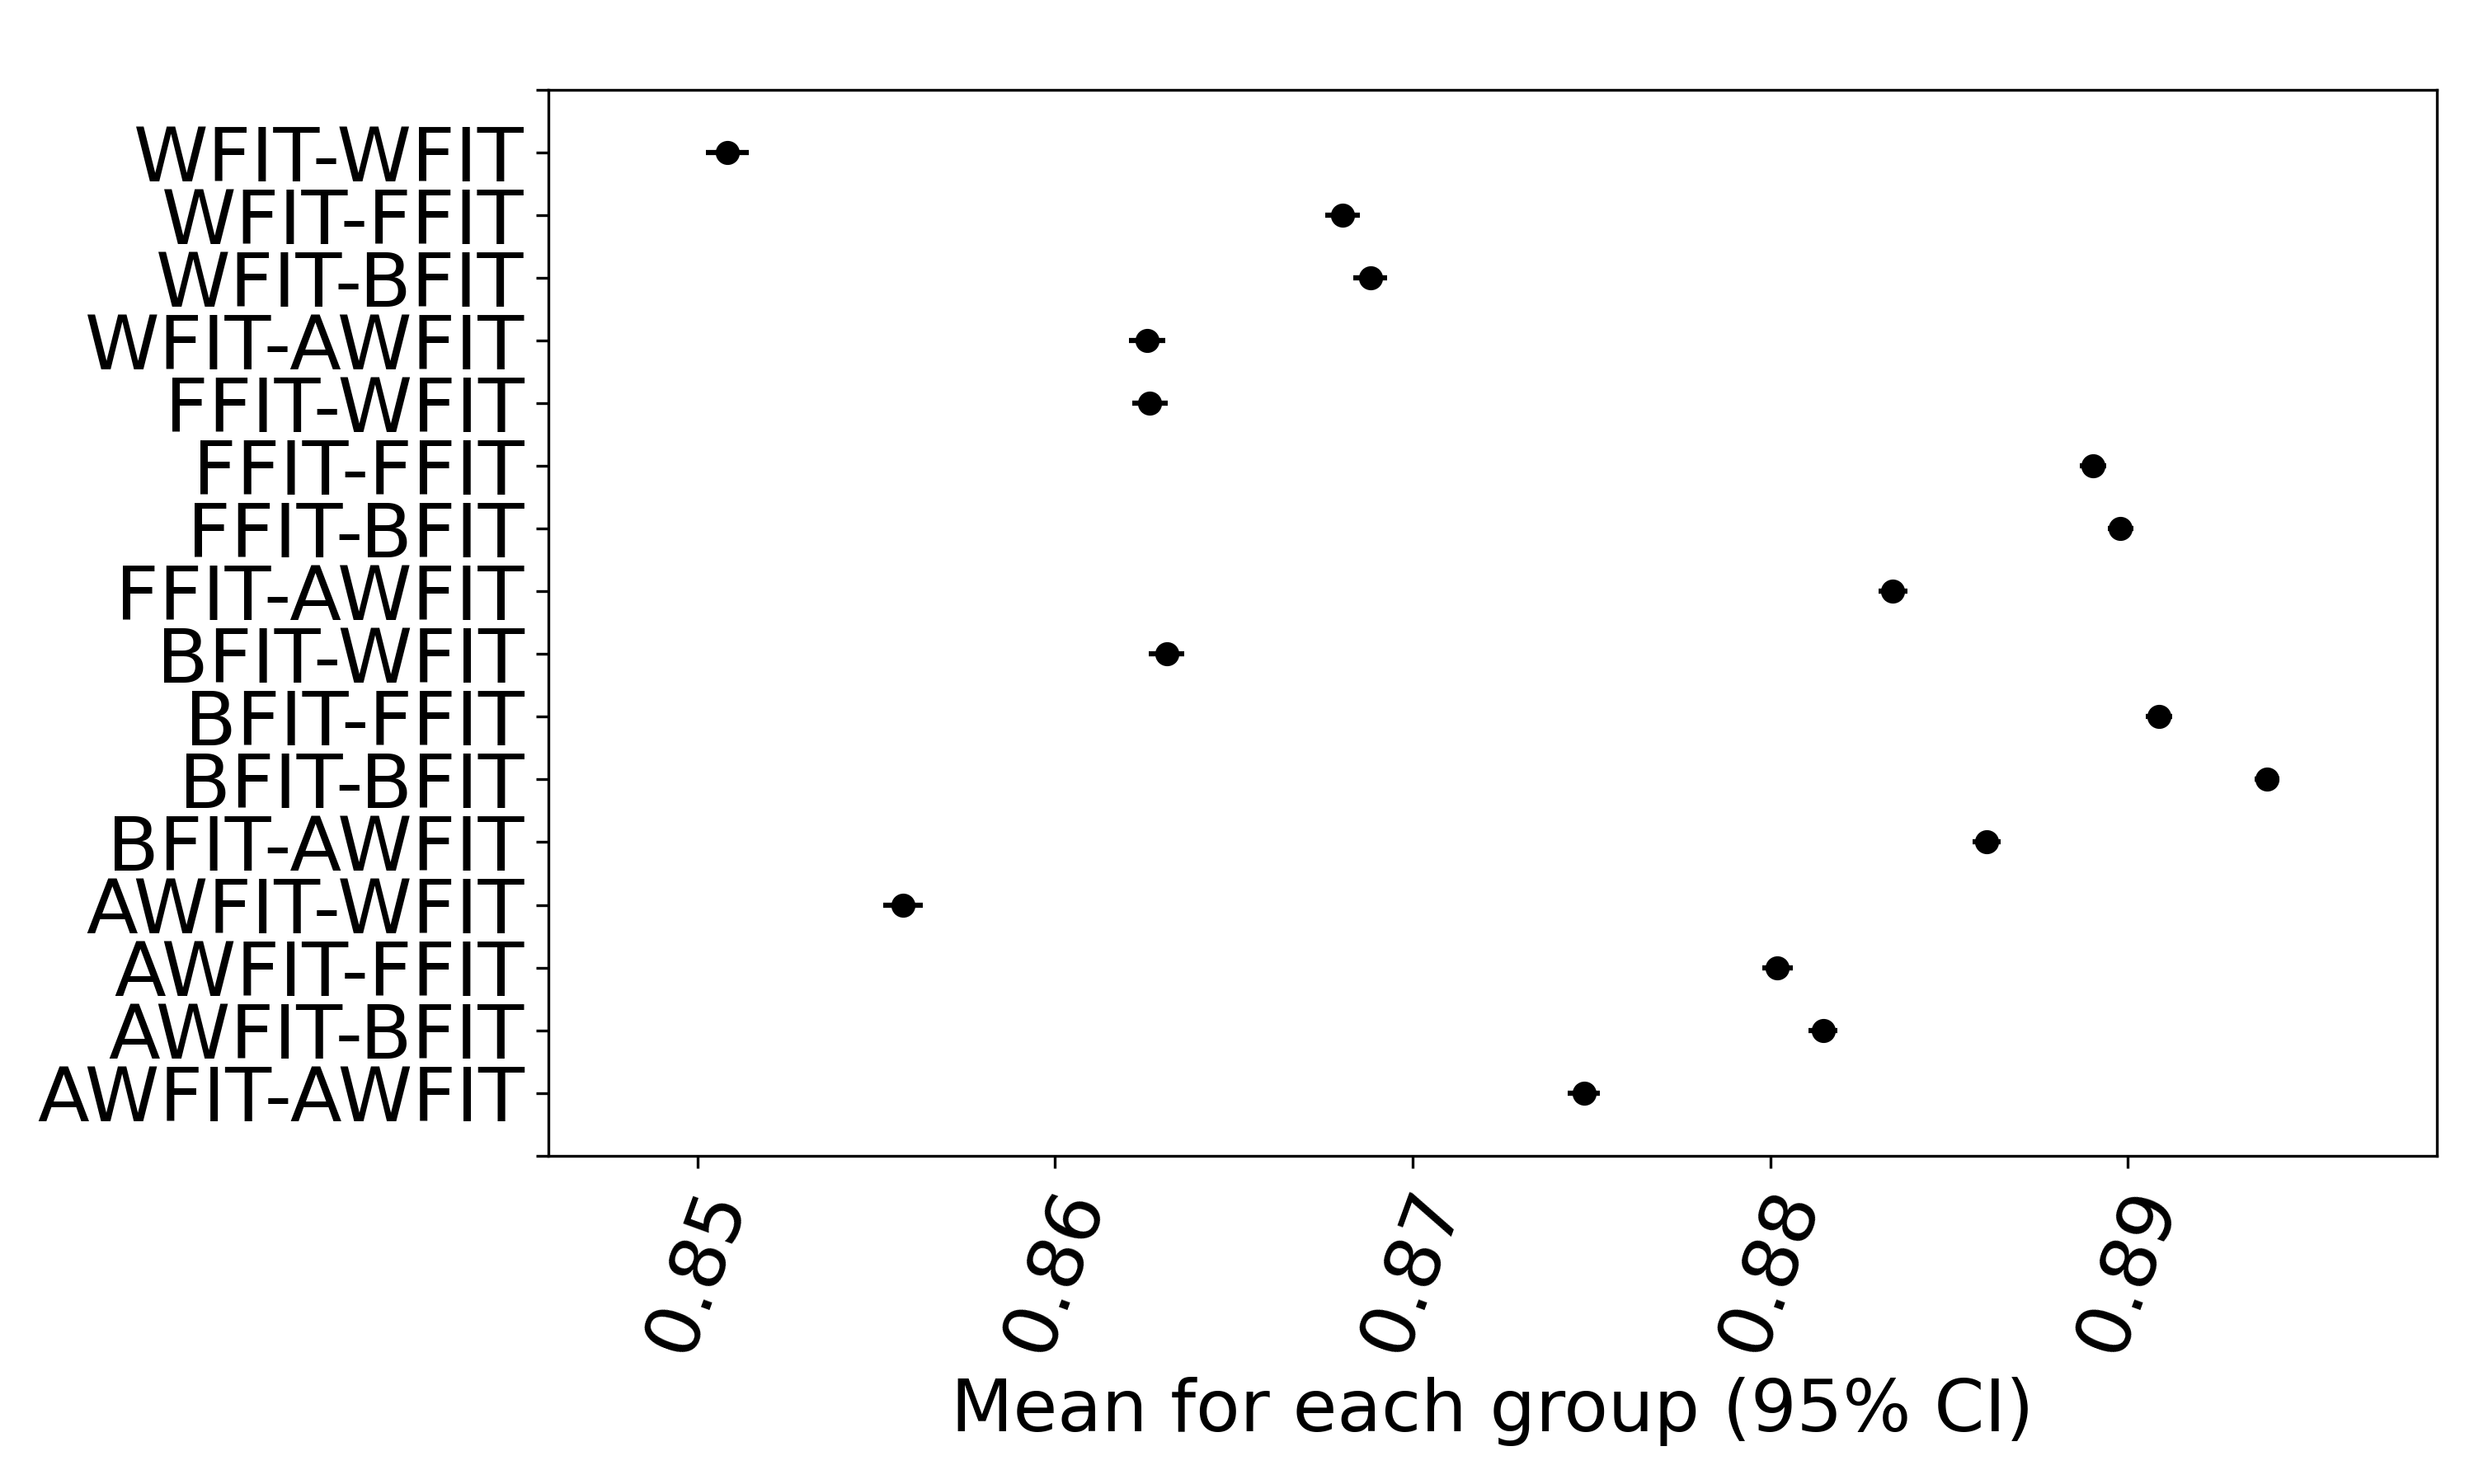 WFIT-WFIT
WFIT-FFIT
WFIT-BFIT
WFIT-AWFIT
FFIT-WFIT
FFIT-FFIT
FFIT-BFIT
FFIT-AWFIT
BFIT-WFIT
BFIT-FFIT
BFIT-BFIT
BFIT-AWFIT
AWFIT-WFIT
AWFIT-FFIT
AWFIT-BFIT
AWFIT-AWFIT
0.85 0.86 0.87 0.88 0.89
Mean for each group (95% CI)